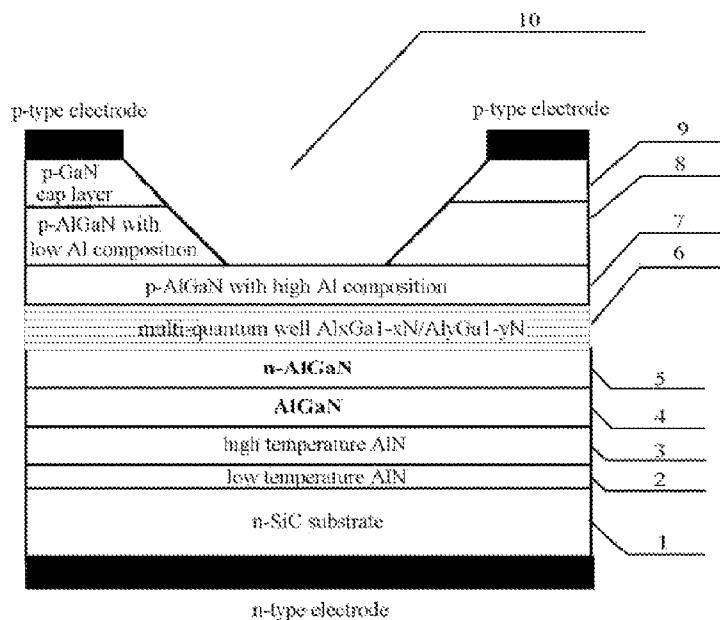 10
p-type electrode
p-type electrode
9
p-GaN
cap layer
8
p-AlGaN with
low Al composition
7
p-AlGaN with high Al composition
6
multi-quantum well AlxGa1-xN/AlyGa1-yN
n-AlGaN
5
AlGaN
4
high temperature AlN
3
low temperature AlN
2
n-SiC substrate
1
n-type electrode